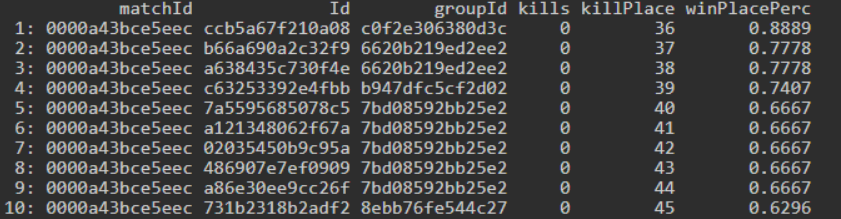 matchId Id groupId kills killPlace winPlacePerc
1: 0000a43bce5eec ccb5a67f210a08 c0f2e306380d3c 0 36 0.8889
2: 0000a43bce5eec b66a690a2c32f9 6620b219ed2ee2 0 37 0.7778
3: 0000a43bce5eec a638435c730f4e 6620b219ed2ee2 0 38 0.7778
4: 0000a43bce5eec c63253392e4fbb b947dfc5cf2d02 0 39 0.7407
5: 0000a43bce5eec 7a5595685078c5 7bd08592bb25e2 0 40 0.6667
6: 0000a43bce5eec a121348062f67a 7bd08592bb25e2 0 41 0.6667
7: 0000a43bce5eec 02035450b9c95a 7bd08592bb25e2 0 42 0.6667
8: 0000a43bce5eec 486907e7ef0909 7bd08592bb25e2 0 43 0.6667
9: 0000a43bce5eec a86e30ee9cc26f 7bd08592bb25e2 0 44 0.6667
10: 0000a43bce5eec 731b2318b2adf2 8ebb76fe544c27 0 45 0.6296